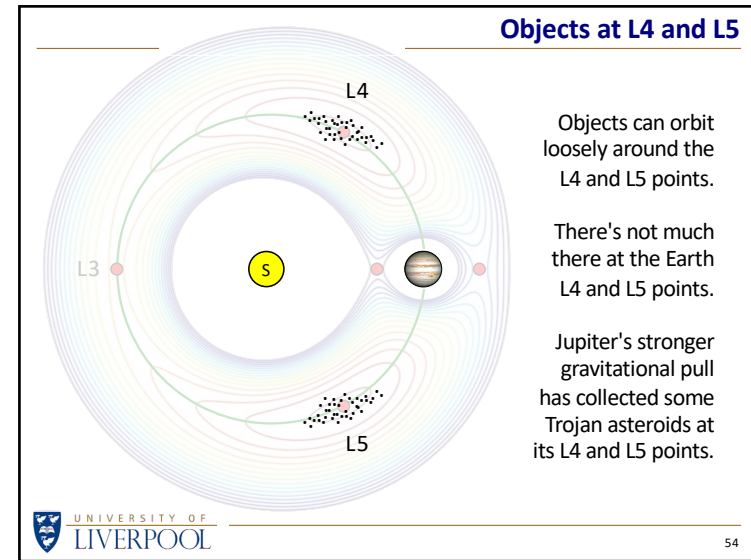 Objects at L4 and L5
L4
Objects can orbit
loosely around the
L4 and L5 points.
There's not much
there at the Earth
L4 and L5 points.
L3
S
Jupiter's stronger
gravitational pull
has collected some
Trojan asteroids at
its L4 and L5 points.
L5
UNIVERSITY OF
LIVERPOOL
54